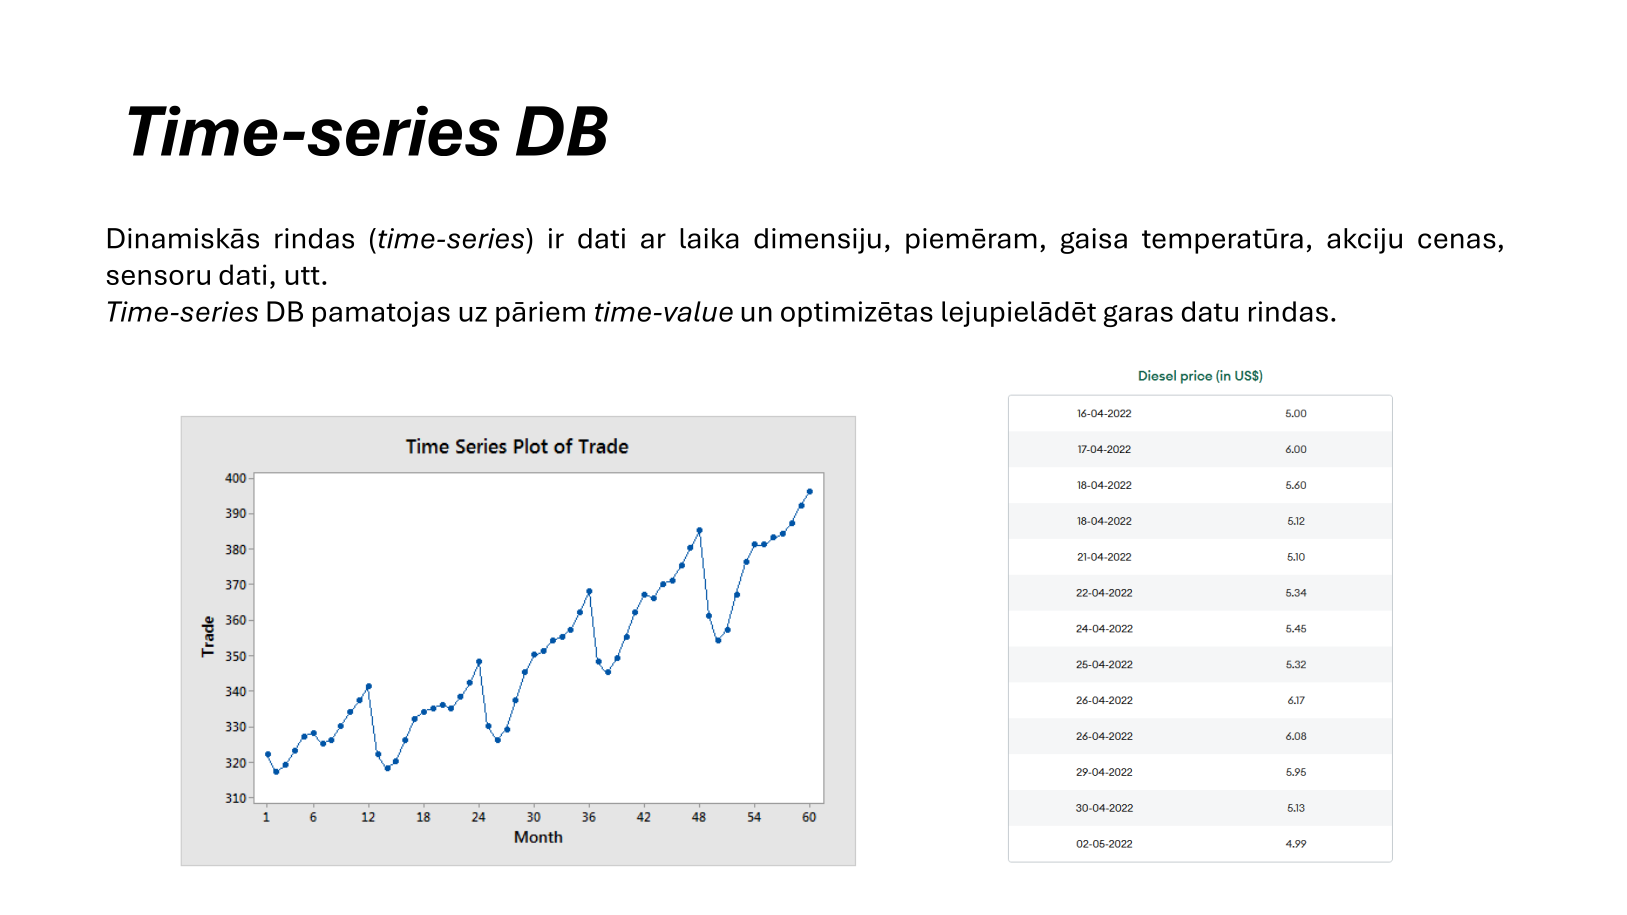 Time-series DB
Dinamiskās rindas (time-series) ir dati ar laika dimensiju, piemēram, gaisa temperatūra, akciju cenas,
sensoru dati, utt.
Time-series DB pamatojas uz pāriem time-value un optimizētas lejupielādēt garas datu rindas.
Time Series Plot of Trade
400
390
380
370
360
350
340
330
320
310
Trade
1 6 12 18 24 30 36 42 48 54 60
Month
Diesel price (in US$)
16-04-2022 5.00
17-04-2022 6.00
18-04-2022 5.60
18-04-2022 5.12
21-04-2022 5.10
22-04-2022 5.34
24-04-2022 5.45
25-04-2022 5.32
26-04-2022 6.17
26-04-2022 6.08
29-04-2022 5.95
30-04-2022 5.13
02-05-2022 4.99